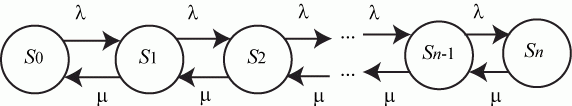 λ λ λ λ λ
S0 S1 S2 ... Sn-1 Sn
...
μ μ μ μ μ